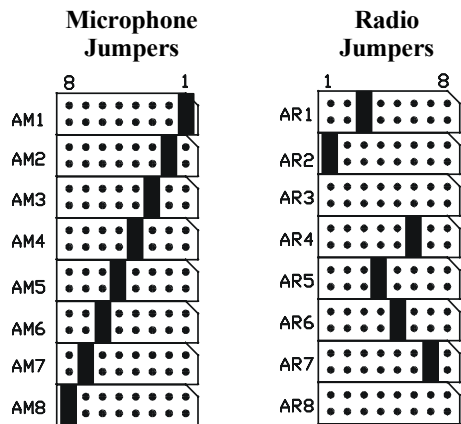 Microphone
Jumpers
8 1
AM1
AM2
AM3
AM4
AM5
AM6
AM7
AM8
Radio
Jumpers
1 8
AR1
AR2
AR3
AR4
AR5
AR6
AR7
AR8